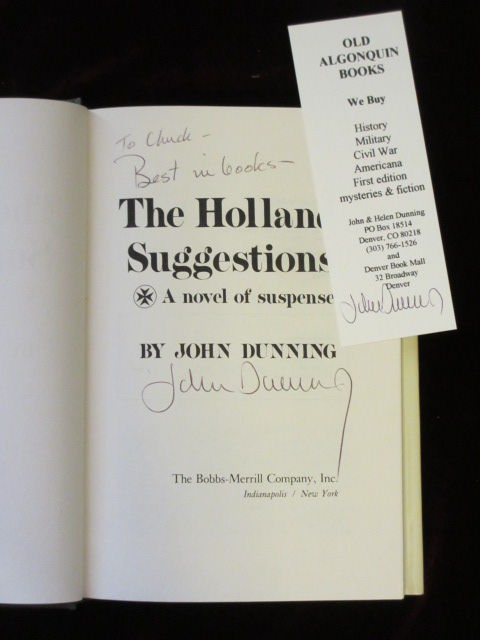 To Chuck –
Best in books –
The Holland
Suggestions
A novel of suspense
BY JOHN DUNNING
John Dunning
The Bobbs-Merrill Company, Inc.
Indianapolis / New York
OLD
ALGONQUIN
BOOKS
We Buy
History
Military
Civil War
Americana
First edition
mysteries & fiction
John & Helen Dunning
PO Box 18514
Denver, CO 80218
(303) 766-1526
and
Denver Book Mall
32 Broadway
Denver
John Dunning